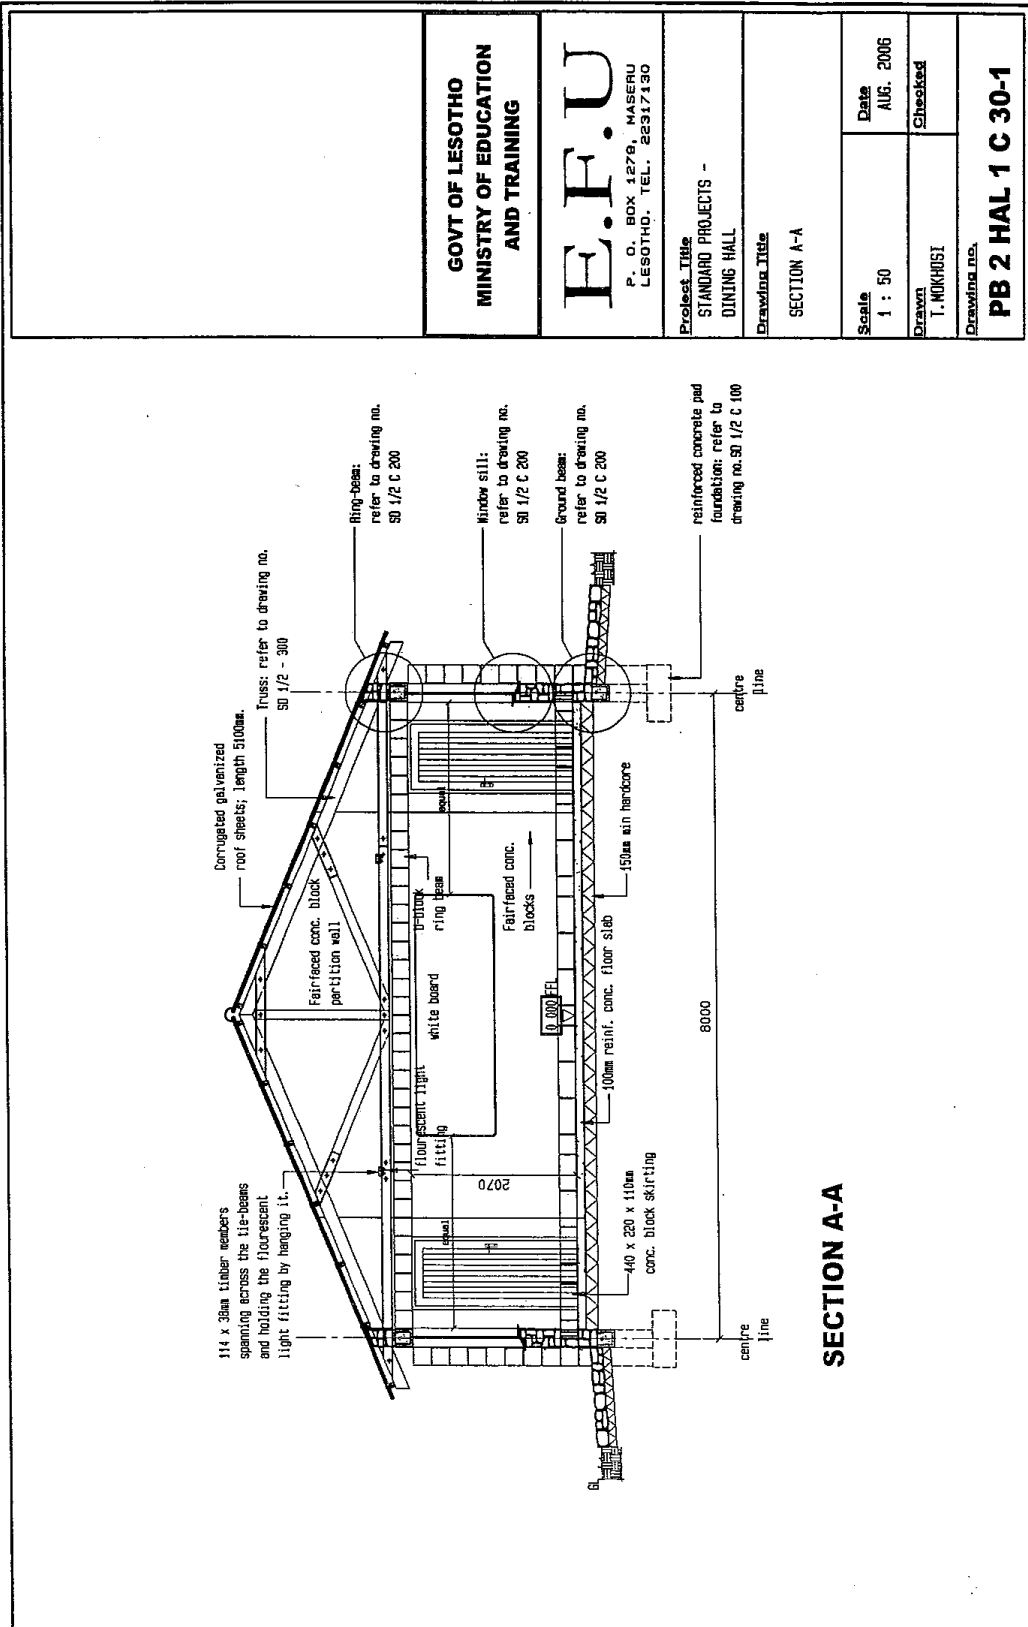 114 x 38mm timber members
spanning across the tie-beams
and holding the flourescent
light fitting by hanging it.
Corrugated galvanized
roof sheets; length 5100mm.
Truss: refer to drawing no.
SD 1/2 - 300
Ring-beam:
refer to drawing no.
SD 1/2 C 200
Window sill:
refer to drawing no.
SD 1/2 C 200
Ground beam:
refer to drawing no.
SD 1/2 C 200
reinforced concrete pad
foundation: refer to
drawing no.SD 1/2 C 100
Fairfaced conc. block
partition wall
flourescent light
fitting
white board
U-block
ring beam
equal
equal
2070
Fairfaced conc.
blocks
0 000 FFL
GL
440 x 220 x 110mm
conc. block skirting
100mm reinf. conc. floor slab
150mm min hardcore
8000
centre
line
centre
line
SECTION A-A
GOVT OF LESOTHO
MINISTRY OF EDUCATION
AND TRAINING
E.F.U
P. O. BOX 1279, MASERU
LESOTHO. TEL. 22317130
Project Title
STANDARD PROJECTS -
DINING HALL
Drawing Title
SECTION A-A
Scale
1 : 50
Date
AUG. 2006
Drawn
T.MOKHOSI
Checked
Drawing no.
PB 2 HAL 1 C 30-1